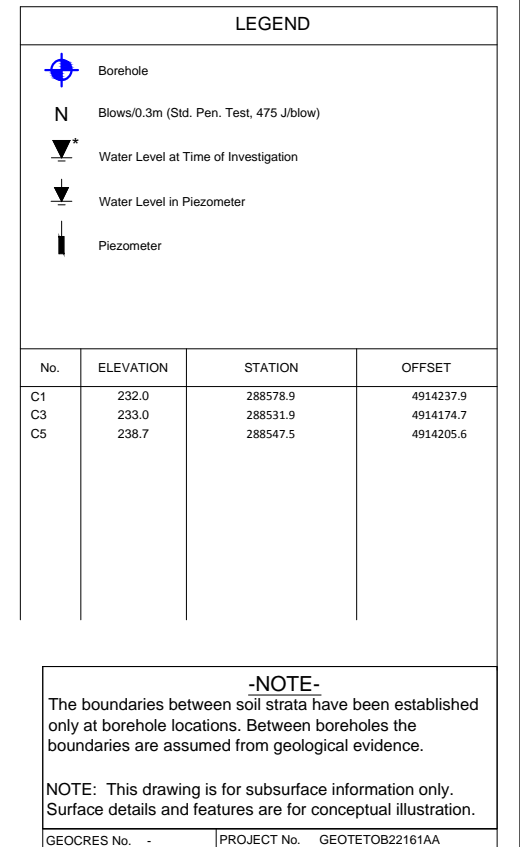 LEGEND
Borehole
N Blows/0.3m (Std. Pen. Test, 475 J/blow)
* Water Level at Time of Investigation
Water Level in Piezometer
Piezometer
No. ELEVATION STATION OFFSET
C1 232.0 288578.9 4914237.9
C3 233.0 288531.9 4914174.7
C5 238.7 288547.5 4914205.6
-NOTE-
The boundaries between soil strata have been established
only at borehole locations. Between boreholes the
boundaries are assumed from geological evidence.
NOTE: This drawing is for subsurface information only.
Surface details and features are for conceptual illustration.
GEOCRES No. - PROJECT No. GEOTETOB22161AA